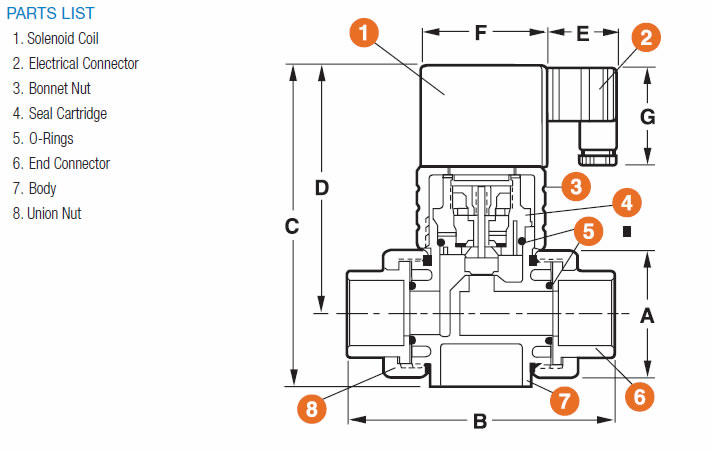 PARTS LIST
1. Solenoid Coil
2. Electrical Connector
3. Bonnet Nut
4. Seal Cartridge
5. O-Rings
6. End Connector
7. Body
8. Union Nut
1
F
E
2
G
D
C
3
4
5
A
B
6
7
8